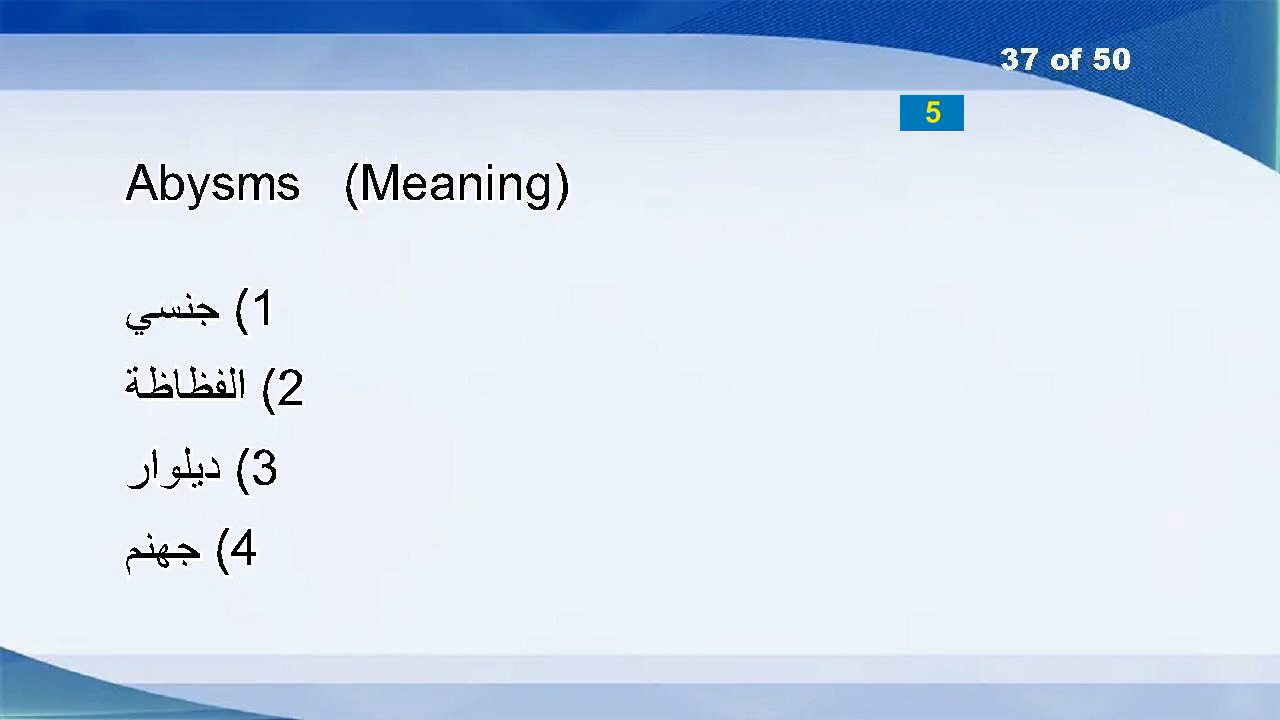 37 of 50
5
Abysms (Meaning)
1) جنسي
2) الفظاظة
3) ديلوار
4) جهنم